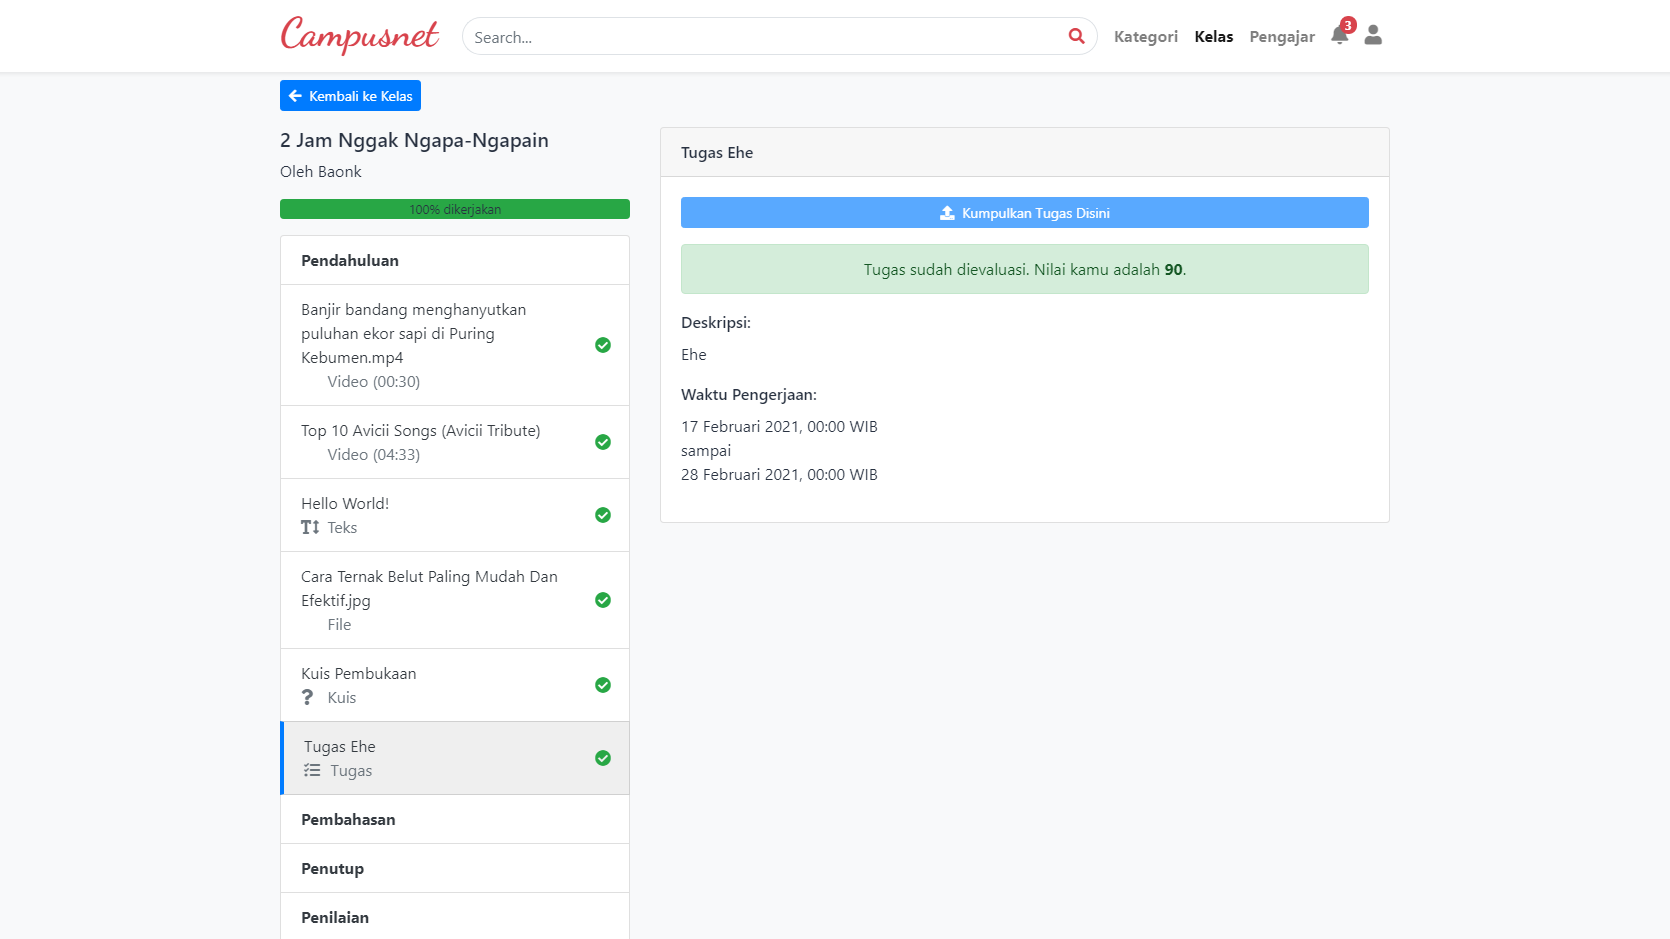 Campusnet
Search...
Kategori
Kelas
Pengajar
3
Kembali ke Kelas
2 Jam Nggak Ngapa-Ngapain
Oleh Baonk
100% dikerjakan
Pendahuluan
Banjir bandang menghanyutkan
puluhan ekor sapi di Puring
Kebumen.mp4
Video (00:30)
Top 10 Avicii Songs (Avicii Tribute)
Video (04:33)
Hello World!
Teks
Cara Ternak Belut Paling Mudah Dan
Efektif.jpg
File
Kuis Pembukaan
Kuis
Tugas Ehe
Tugas
Pembahasan
Penutup
Penilaian
Tugas Ehe
Kumpulkan Tugas Disini
Tugas sudah dievaluasi. Nilai kamu adalah 90.
Deskripsi:
Ehe
Waktu Pengerjaan:
17 Februari 2021, 00:00 WIB
sampai
28 Februari 2021, 00:00 WIB